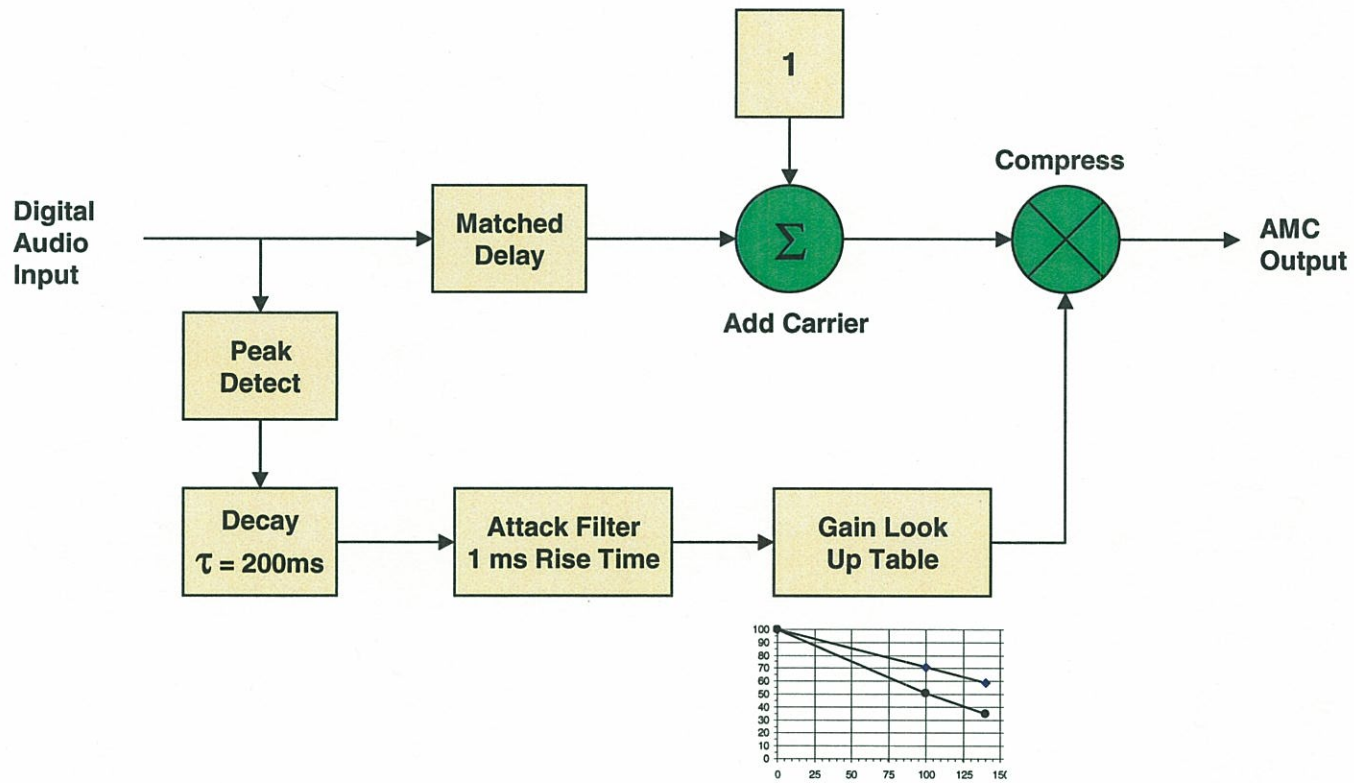 1
Compress
Digital
Audio
Input
Matched
Delay
Σ
AMC
Output
Add Carrier
Peak
Detect
Decay
τ = 200ms
Attack Filter
1 ms Rise Time
Gain Look
Up Table
100
90
80
70
60
50
40
30
20
10
0
0 25 50 75 100 125